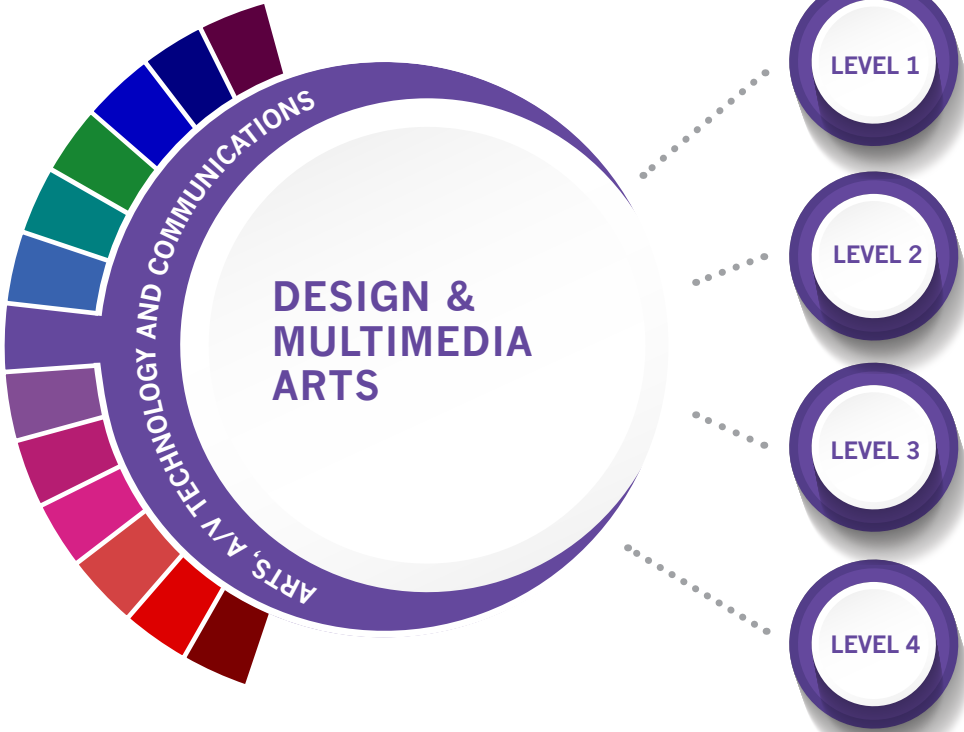 ARTS, A/V TECHNOLOGY AND COMMUNICATIONS
DESIGN &
MULTIMEDIA
ARTS
LEVEL 1
LEVEL 2
LEVEL 3
LEVEL 4